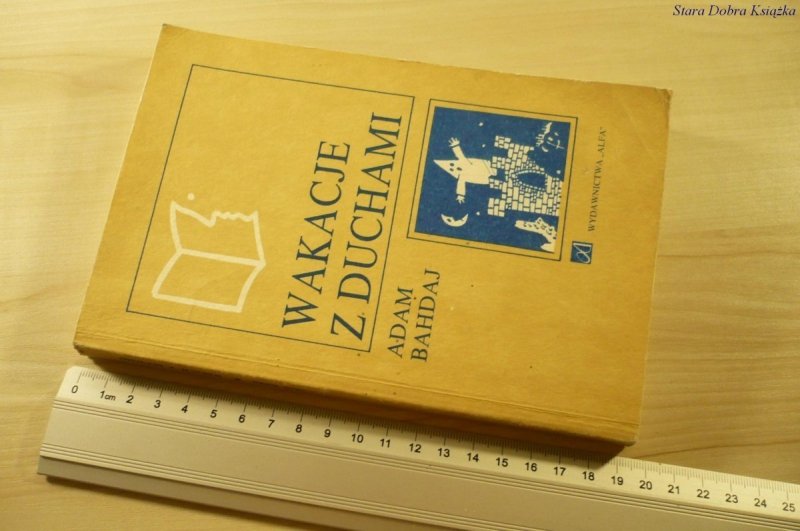 Stara Dobra Książka
WAKACJE
Z DUCHAMI
ADAM
BAHDAJ
WYDAWNICTWA „ALFA”
0 1cm 2 3 4 5 6 7 8 9 10 11 12 13 14 15 16 17 18 19 20 21 22 23 24 25